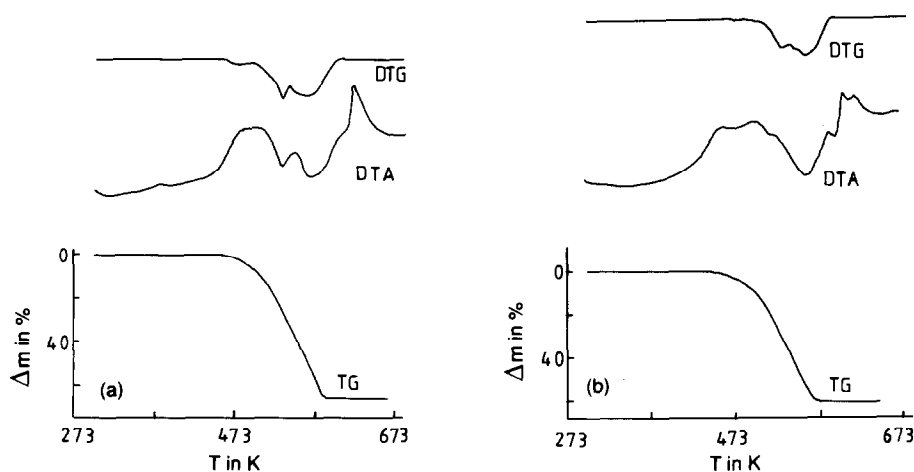 DTG
DTA
0
40
Δm in %
(a)
TG
273
473
673
T in K
DTG
DTA
0
40
Δm in %
(b)
TG
273
473
673
T in K